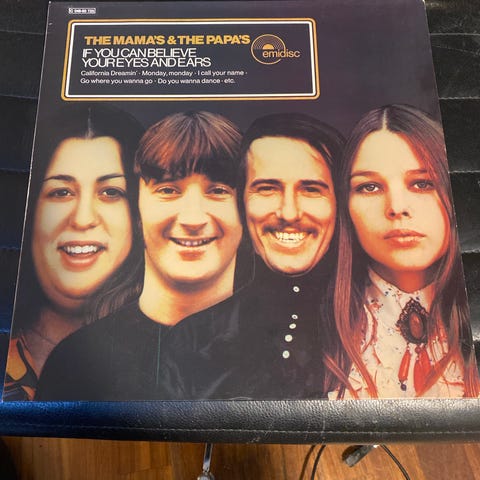 THE MAMA'S & THE PAPA'S
IF YOU CAN BELIEVE
YOUR EYES AND EARS
emidisc
California Dreamin' · Monday, monday · I call your name ·
Go where you wanna go · Do you wanna dance · etc.